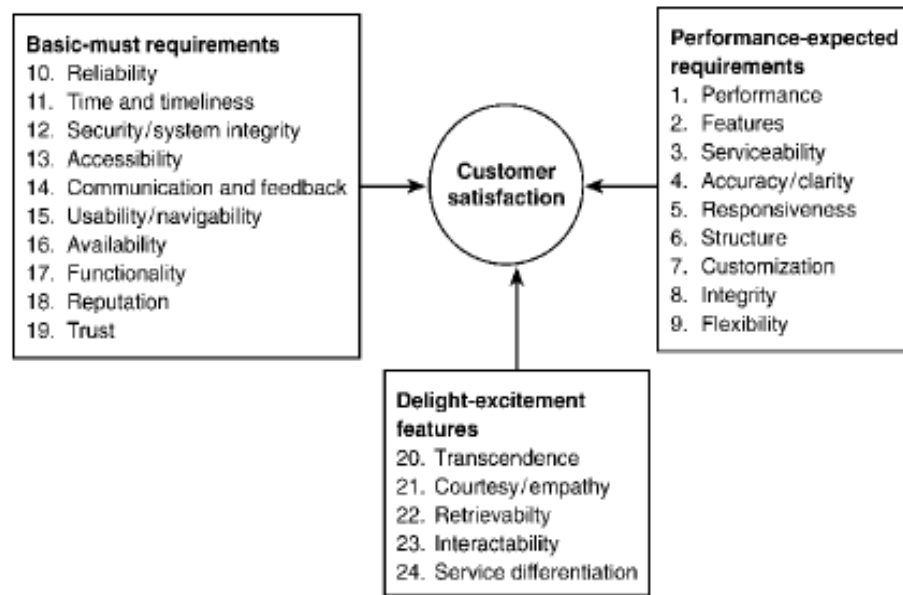 Basic-must requirements
10. Reliability
11. Time and timeliness
12. Security/system integrity
13. Accessibility
14. Communication and feedback
15. Usability/navigability
16. Availability
17. Functionality
18. Reputation
19. Trust
Customer
satisfaction
Performance-expected
requirements
1. Performance
2. Features
3. Serviceability
4. Accuracy/clarity
5. Responsiveness
6. Structure
7. Customization
8. Integrity
9. Flexibility
Delight-excitement
features
20. Transcendence
21. Courtesy/empathy
22. Retrievabilty
23. Interactability
24. Service differentiation